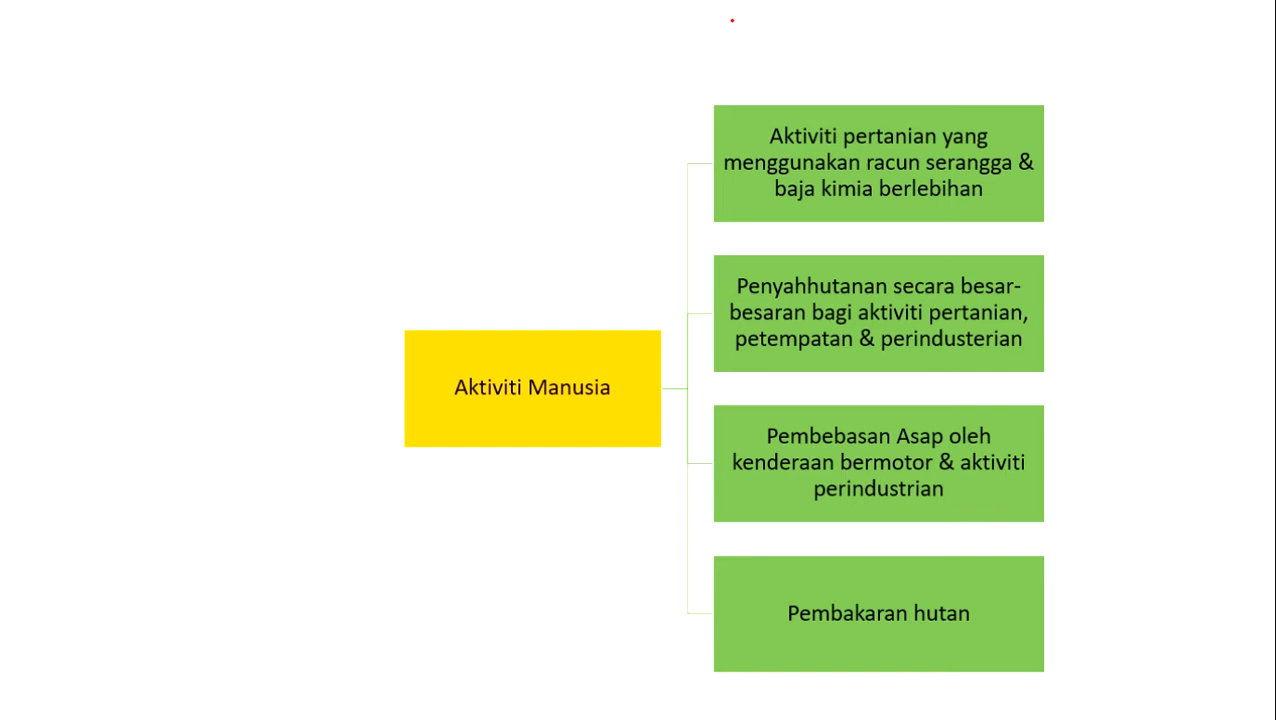 Aktiviti pertanian yang
menggunakan racun serangga &
baja kimia berlebihan
Penyahhutanan secara besar-
besaran bagi aktiviti pertanian,
petempatan & perindusterian
Aktiviti Manusia
Pembebasan Asap oleh
kenderaan bermotor & aktiviti
perindustrian
Pembakaran hutan